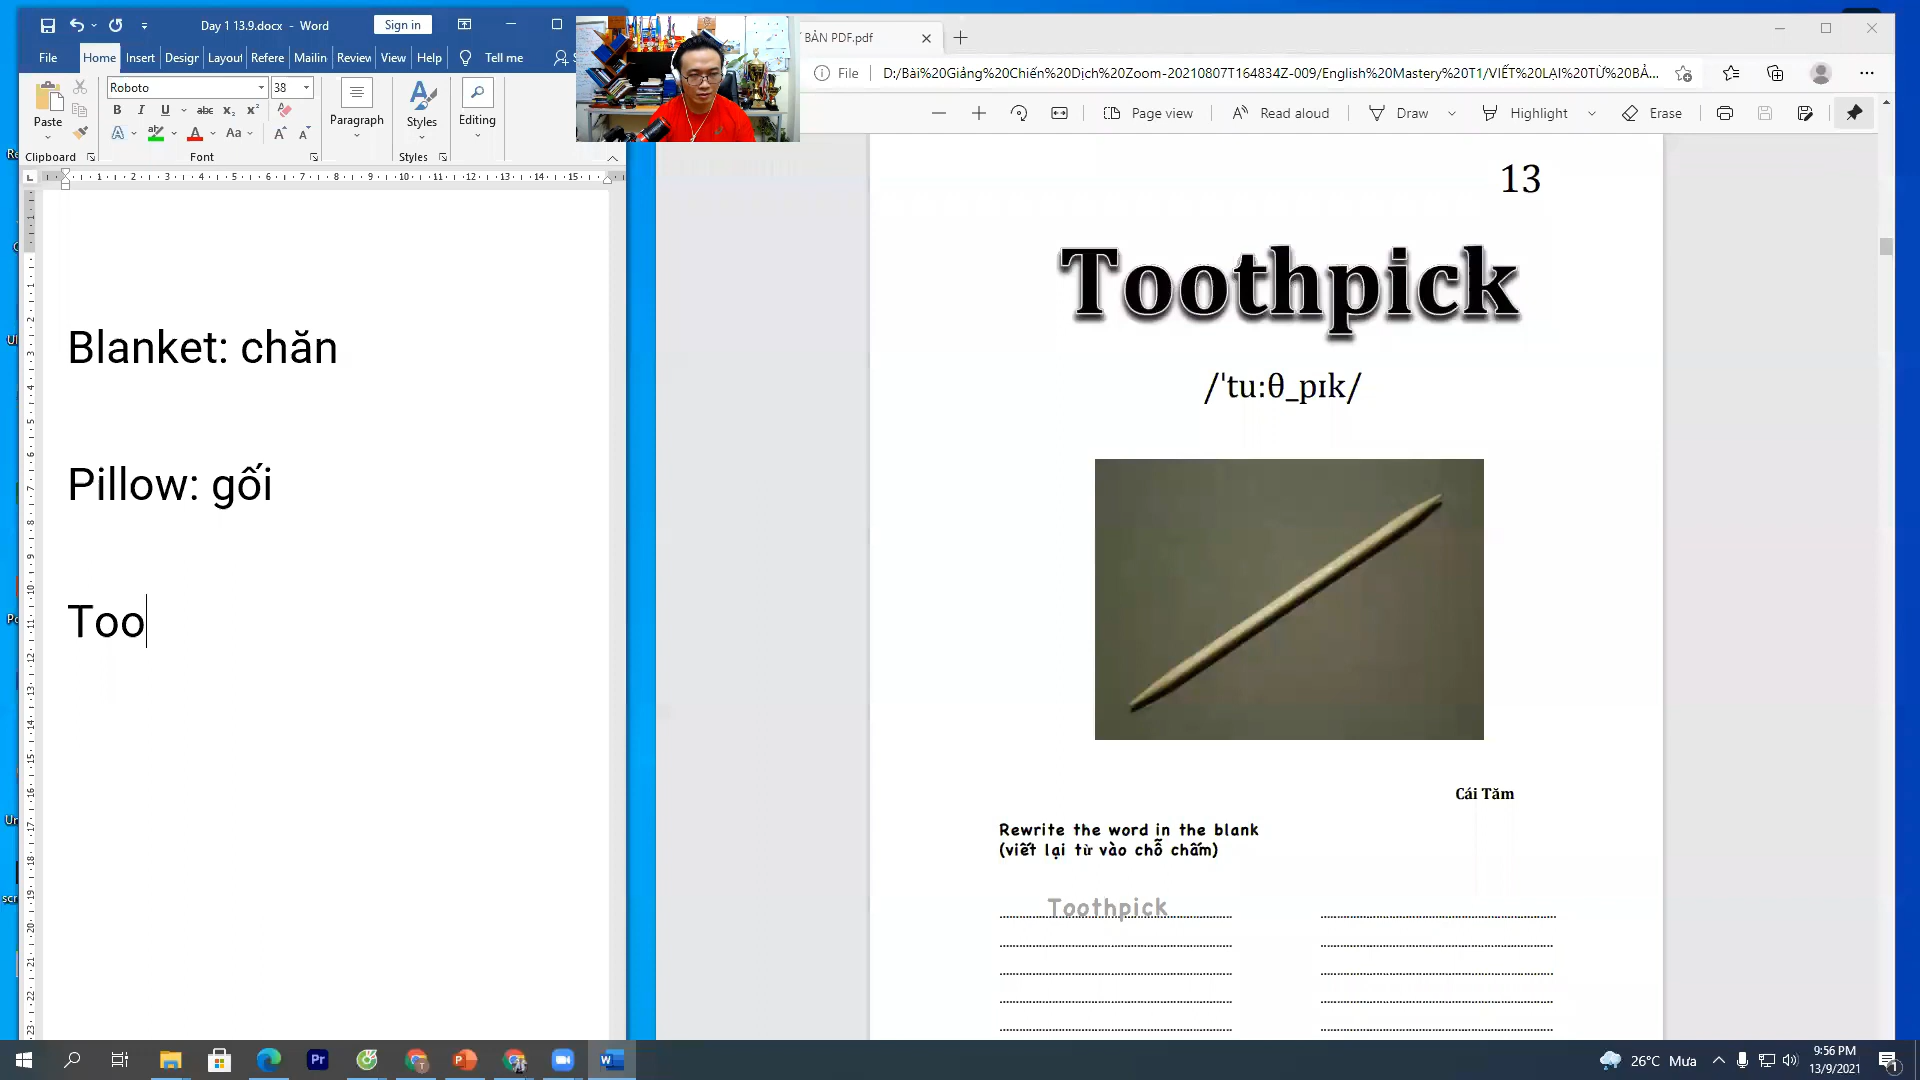 Day 1 13.9.docx - Word
Sign in
File Home Insert Design Layout Refere Mailin Review View Help Tell me
Roboto 38
Paste
Paragraph
Styles
Editing
Clipboard Font Styles
Blanket: chăn
Pillow: gối
Too
BẢN PDF.pdf
File D:/Bài%20Giảng%20Chiến%20Dịch%20Zoom-20210807T164834Z-009/English%20Mastery%20T1/VIẾT%20LẠI%20TỪ%20BẢ...
Page view Read aloud Draw Highlight Erase
13
Toothpick
/ˈtuːθ_pɪk/
Cái Tăm
Rewrite the word in the blank
(viết lại từ vào chỗ chấm)
Toothpick
26°C Mưa
9:56 PM
13/9/2021